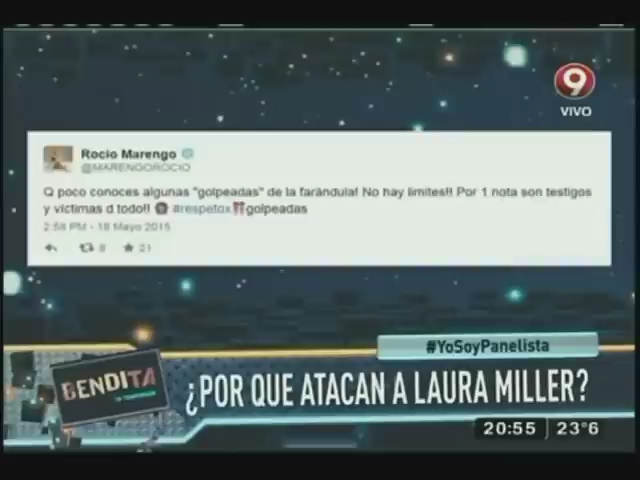 9
VIVO
Rocio Marengo
@MARENGOROCIO
Q poco conoces algunas "golpeadas" de la farándula! No hay limites!! Por 1 nota son testigos
y víctimas d todo!! #respetox golpeadas
2:58 PM - 18 Mayo 2015
8 21
#YoSoyPanelista
BENDITA
¿POR QUE ATACAN A LAURA MILLER?
20:55 23°6